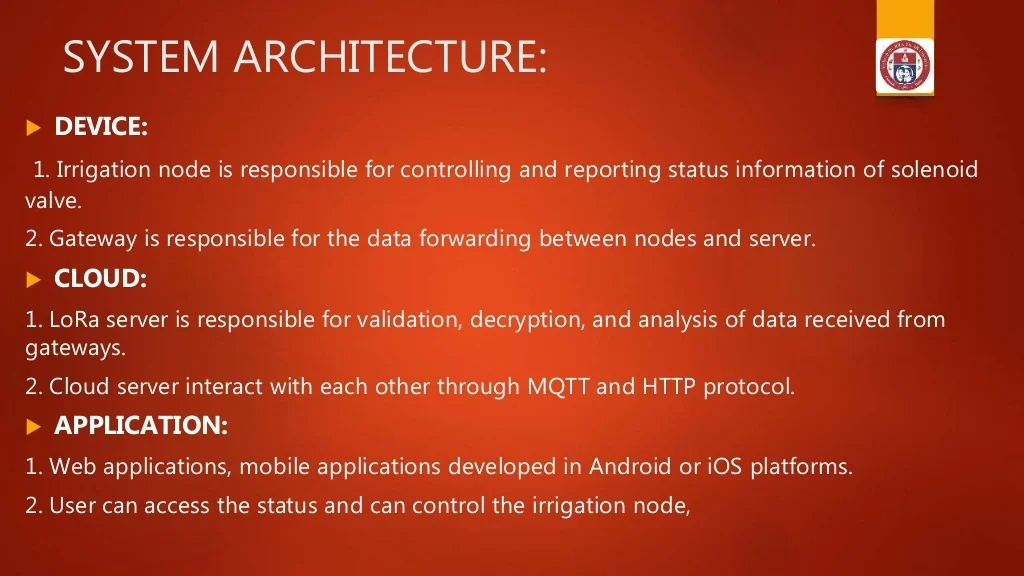 SYSTEM ARCHITECTURE:
DEVICE:
1. Irrigation node is responsible for controlling and reporting status information of solenoid
valve.
2. Gateway is responsible for the data forwarding between nodes and server.
CLOUD:
1. LoRa server is responsible for validation, decryption, and analysis of data received from
gateways.
2. Cloud server interact with each other through MQTT and HTTP protocol.
APPLICATION:
1. Web applications, mobile applications developed in Android or iOS platforms.
2. User can access the status and can control the irrigation node,